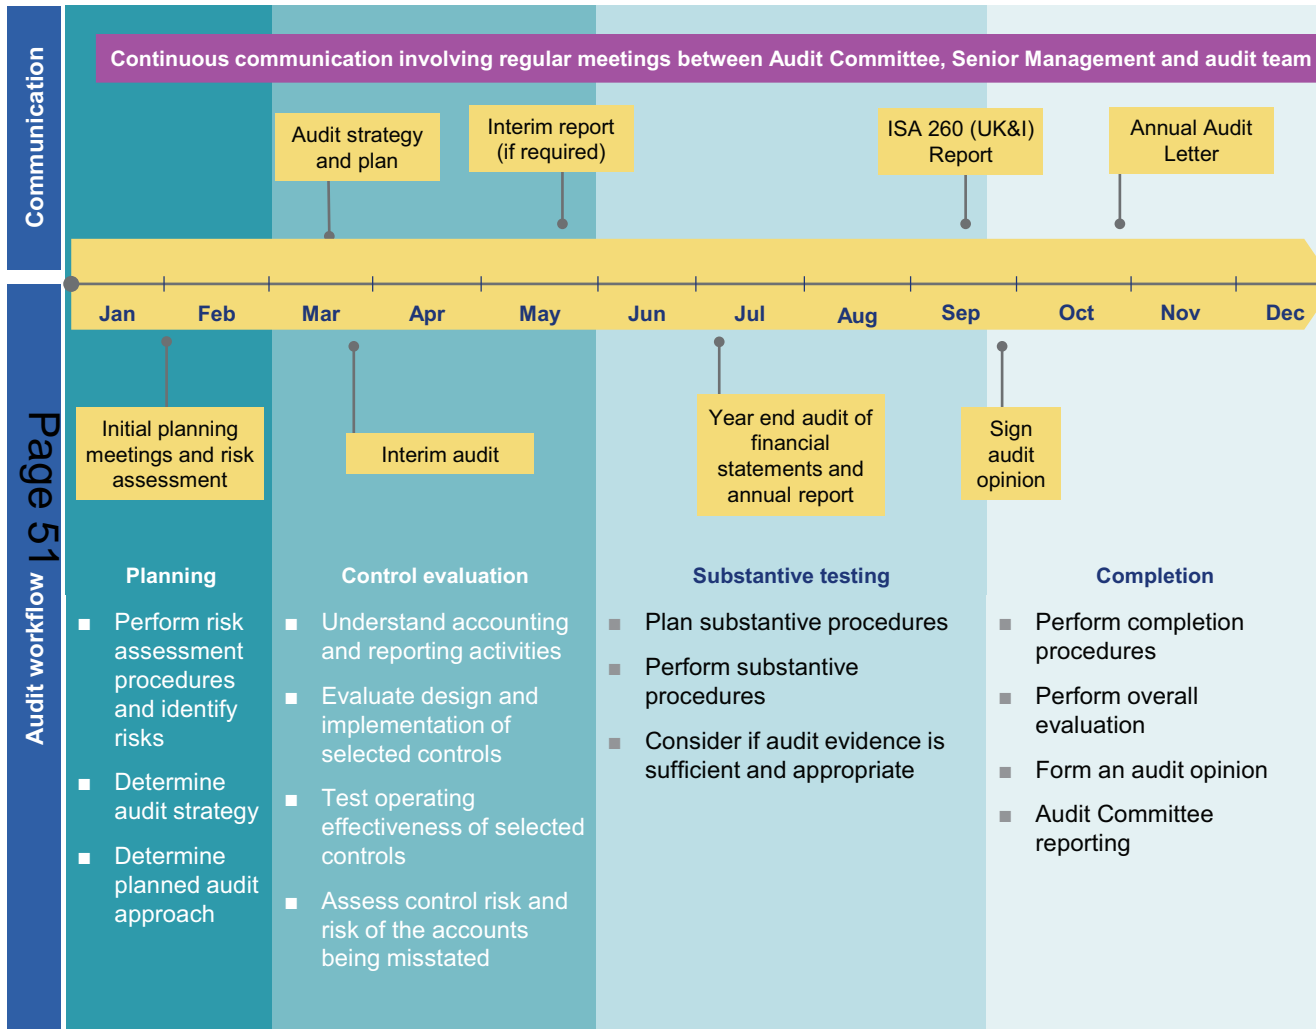 Communication
Continuous communication involving regular meetings between Audit Committee, Senior Management and audit team
Audit strategy
and plan
Interim report
(if required)
ISA 260 (UK&I)
Report
Annual Audit
Letter
Jan Feb Mar Apr May Jun Jul Aug Sep Oct Nov Dec
Initial planning
meetings and risk
assessment
Interim audit
Year end audit of
financial
statements and
annual report
Sign
audit
opinion
Page 51
Audit workflow
Planning
■ Perform risk
assessment
procedures
and identify
risks
■ Determine
audit strategy
■ Determine
planned audit
approach
Control evaluation
■ Understand accounting
and reporting activities
■ Evaluate design and
implementation of
selected controls
■ Test operating
effectiveness of selected
controls
■ Assess control risk and
risk of the accounts
being misstated
Substantive testing
■ Plan substantive procedures
■ Perform substantive
procedures
■ Consider if audit evidence is
sufficient and appropriate
Completion
■ Perform completion
procedures
■ Perform overall
evaluation
■ Form an audit opinion
■ Audit Committee
reporting